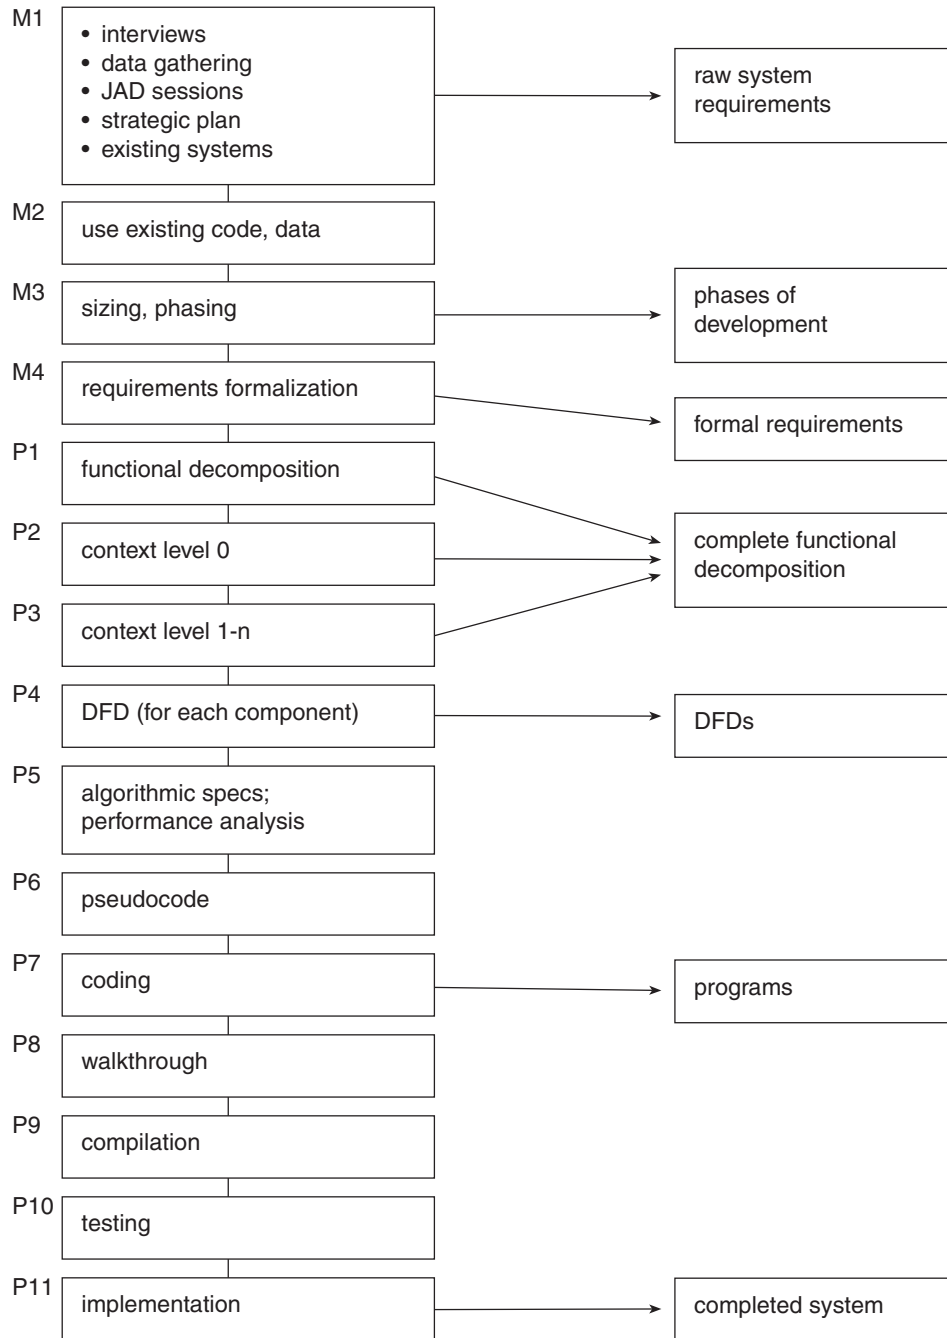 M1
• interviews
• data gathering
• JAD sessions
• strategic plan
• existing systems
raw system
requirements
M2
use existing code, data
M3
sizing, phasing
phases of
development
M4
requirements formalization
formal requirements
P1
functional decomposition
P2
context level 0
complete functional
decomposition
P3
context level 1-n
P4
DFD (for each component)
DFDs
P5
algorithmic specs;
performance analysis
P6
pseudocode
P7
coding
programs
P8
walkthrough
P9
compilation
P10
testing
P11
implementation
completed system